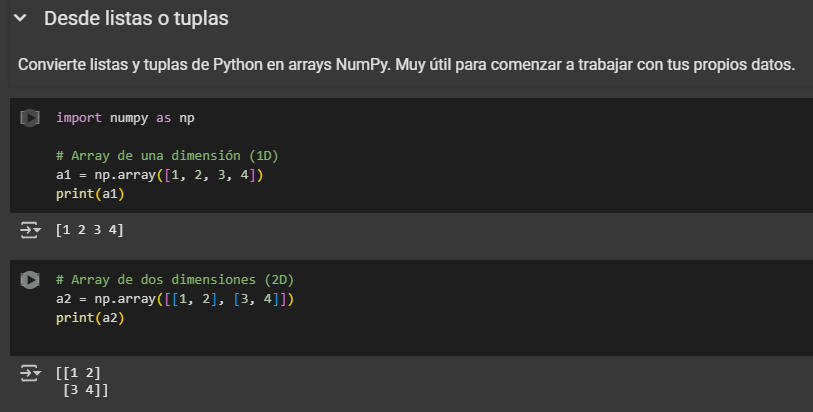 Desde listas o tuplas
Convierte listas y tuplas de Python en arrays NumPy. Muy útil para comenzar a trabajar con tus propios datos.
import numpy as np
# Array de una dimensión (1D)
a1 = np.array([1, 2, 3, 4])
print(a1)
[1 2 3 4]
# Array de dos dimensiones (2D)
a2 = np.array([[1, 2], [3, 4]])
print(a2)
[[1 2]
 [3 4]]